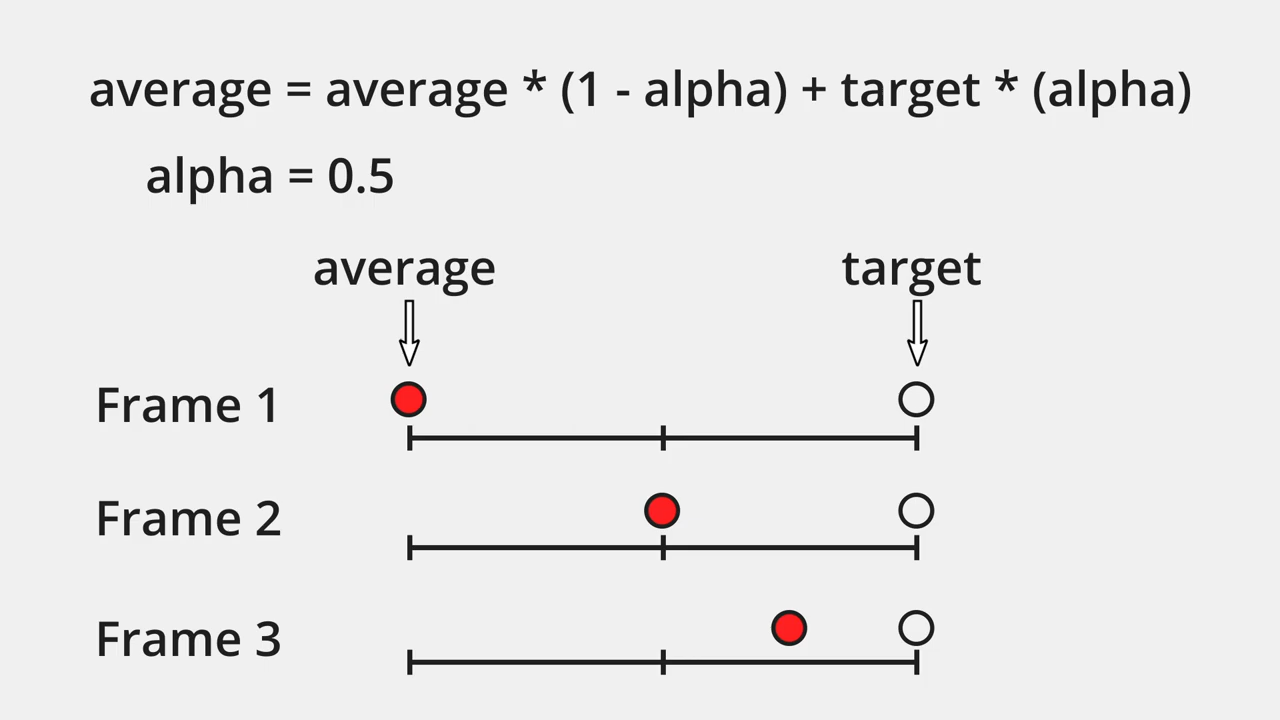 average = average * (1 - alpha) + target * (alpha)
alpha = 0.5
average target
Frame 1
Frame 2
Frame 3